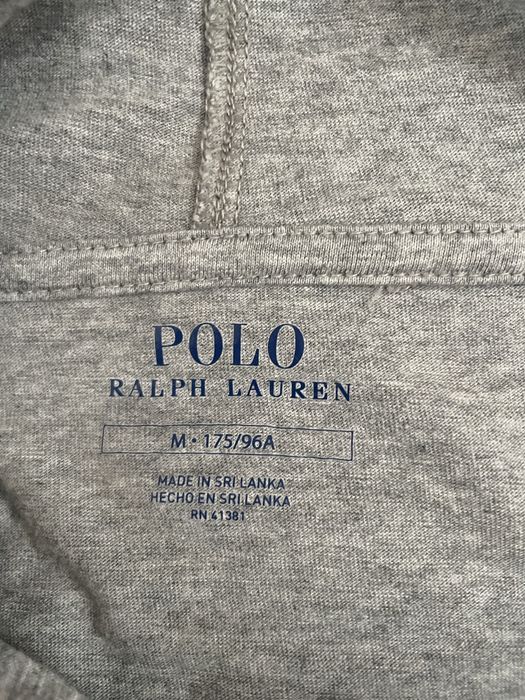 POLO
RALPH LAUREN
M • 175/96A
MADE IN SRI LANKA
HECHO EN SRI LANKA
RN 41381